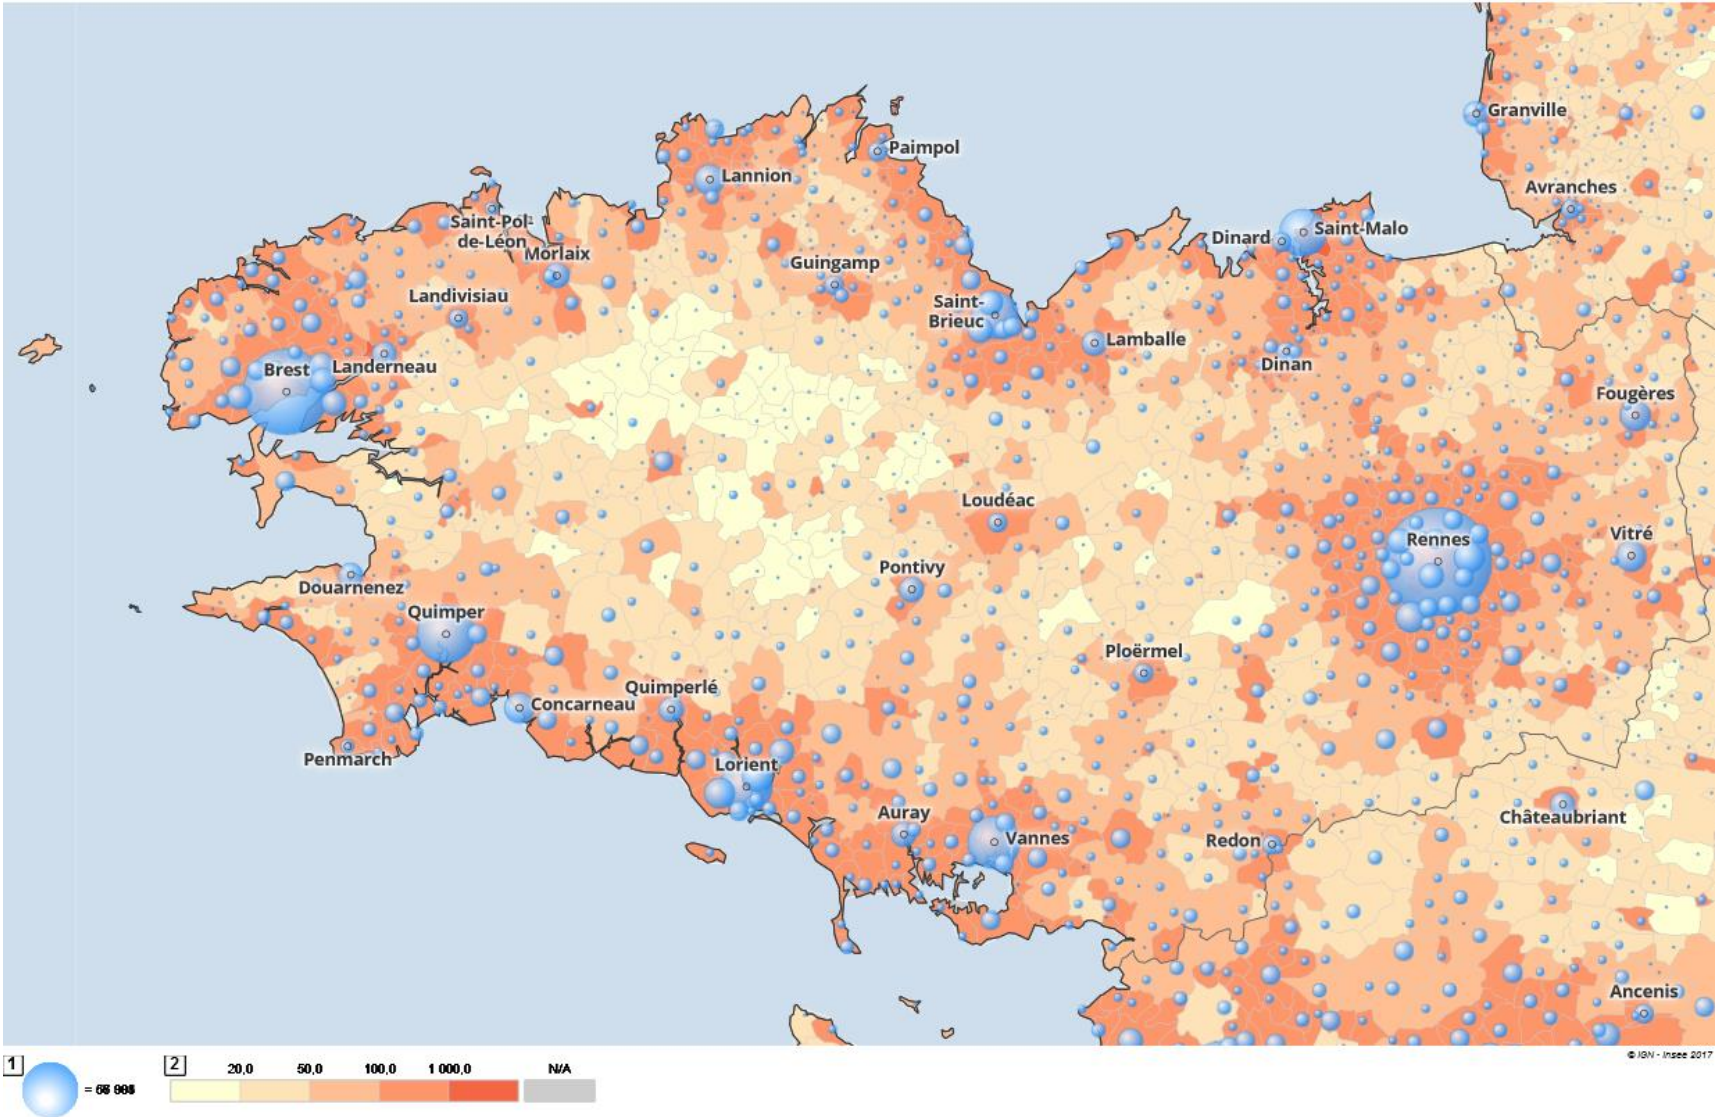 Granville
Paimpol
Lannion
Avranches
Saint-Pol-
de-Léon
Dinard
Saint-Malo
Morlaix
Guingamp
Landivisiau
Saint-
Brieuc
Lamballe
Brest
Landerneau
Dinan
Fougères
Loudéac
Rennes
Vitré
Pontivy
Douarnenez
Quimper
Ploërmel
Quimperlé
Concarneau
Penmarch
Lorient
Auray
Vannes
Redon
Châteaubriant
Ancenis
© IGN - Insee 2017
1
=
2
20,0
50,0
100,0
1 000,0
N/A